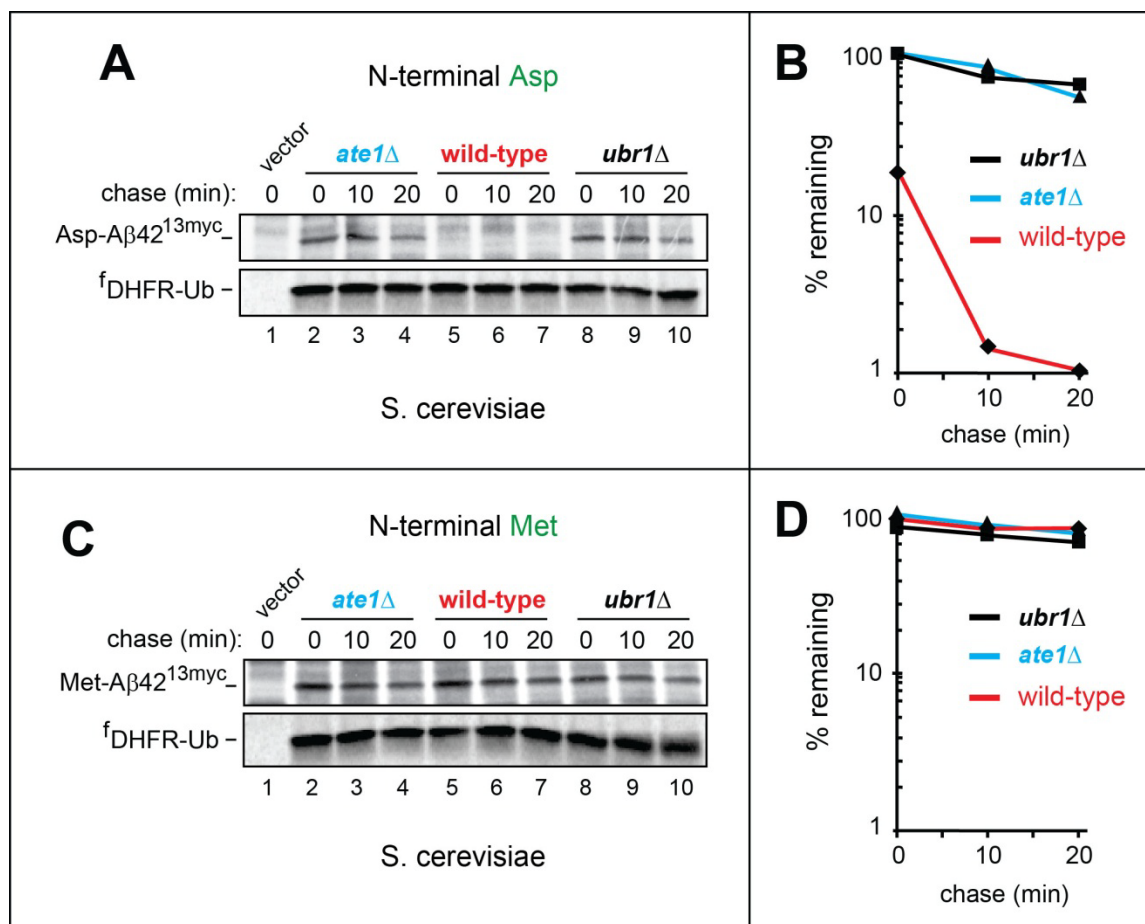 A
N-terminal Asp
vector
ate1Δ wild-type ubr1Δ
chase (min): 0 0 10 20 0 10 20 0 10 20
Asp-Aβ42¹³ᵐʸᶜ –
ᶠDHFR-Ub –
1 2 3 4 5 6 7 8 9 10
S. cerevisiae
B
100
10
1
% remaining
ubr1Δ
ate1Δ
wild-type
0 10 20
chase (min)
C
N-terminal Met
vector
ate1Δ wild-type ubr1Δ
chase (min): 0 0 10 20 0 10 20 0 10 20
Met-Aβ42¹³ᵐʸᶜ –
ᶠDHFR-Ub –
1 2 3 4 5 6 7 8 9 10
S. cerevisiae
D
100
10
1
% remaining
ubr1Δ
ate1Δ
wild-type
0 10 20
chase (min)